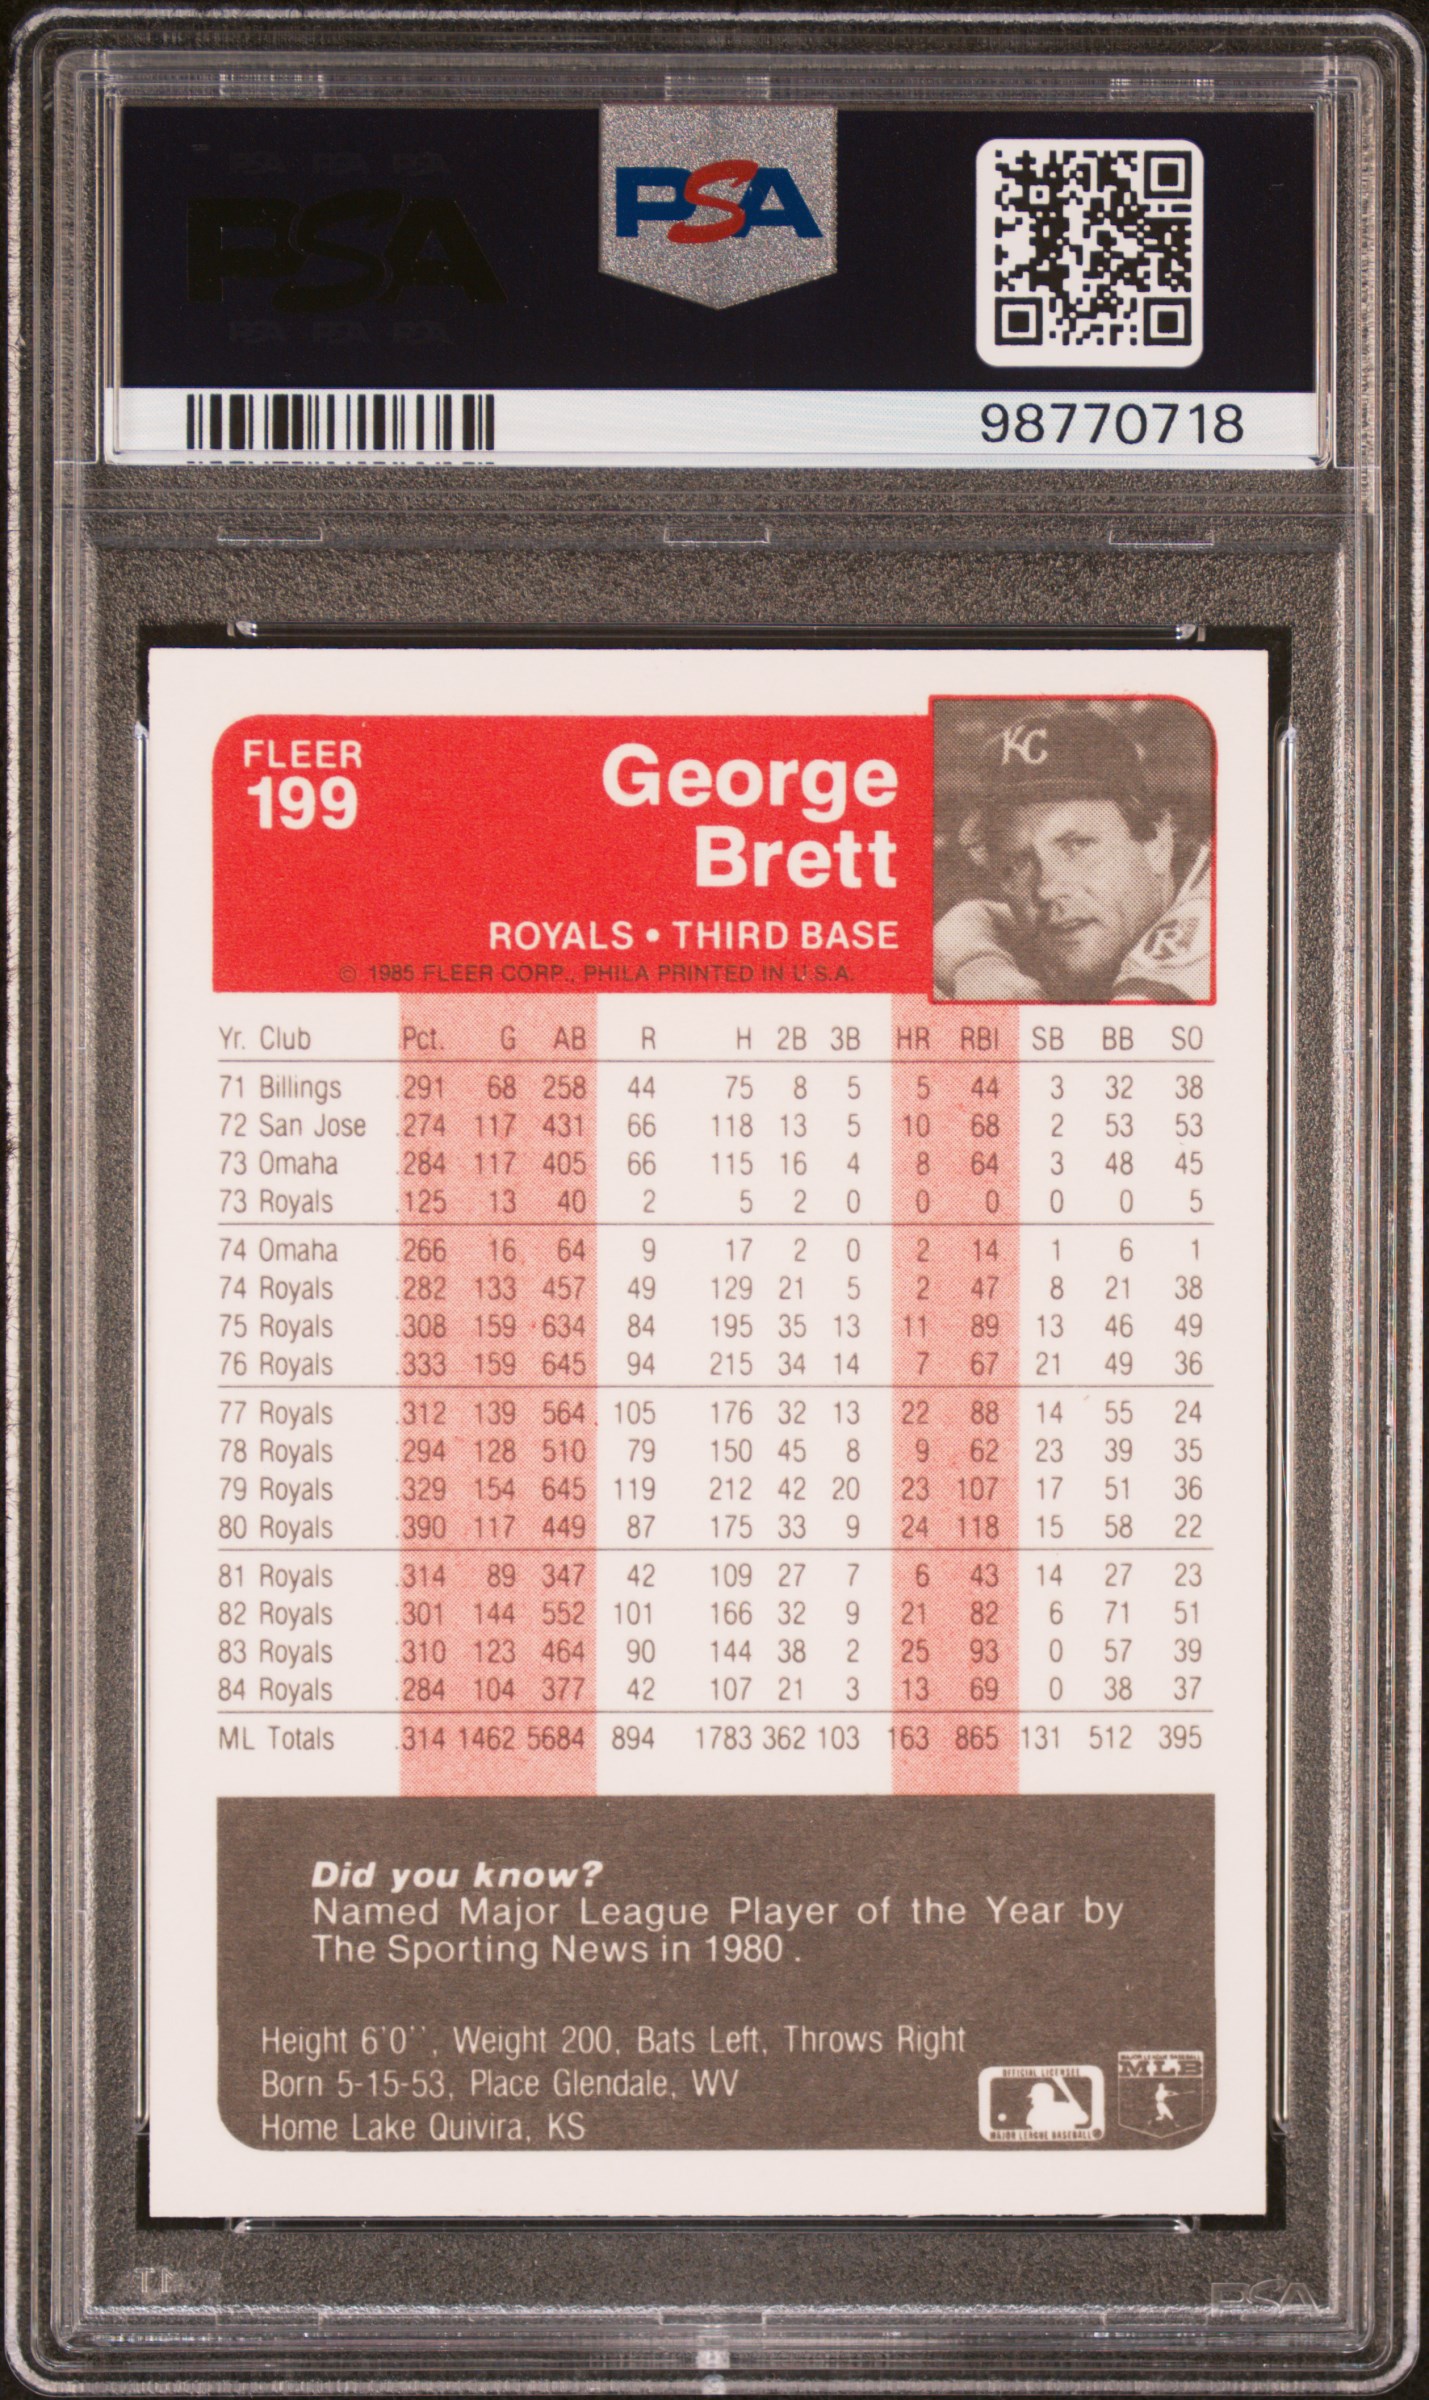 PSA
PSA
98770718
FLEER
199
George
Brett
ROYALS • THIRD BASE
© 1985 FLEER CORP., PHILA PRINTED IN U.S.A.
Yr. Club Pct. G AB R H 2B 3B HR RBI SB BB SO
71 Billings .291 68 258 44 75 8 5 5 44 3 32 38
72 San Jose .274 117 431 66 118 13 5 10 68 2 53 53
73 Omaha .284 117 405 66 115 16 4 8 64 3 48 45
73 Royals .125 13 40 2 5 2 0 0 0 0 0 5
74 Omaha .266 16 64 9 17 2 0 2 14 1 6 1
74 Royals .282 133 457 49 129 21 5 2 47 8 21 38
75 Royals .308 159 634 84 195 35 13 11 89 13 46 49
76 Royals .333 159 645 94 215 34 14 7 67 21 49 36
77 Royals .312 139 564 105 176 32 13 22 88 14 55 24
78 Royals .294 128 510 79 150 45 8 9 62 23 39 35
79 Royals .329 154 645 119 212 42 20 23 107 17 51 36
80 Royals .390 117 449 87 175 33 9 24 118 15 58 22
81 Royals .314 89 347 42 109 27 7 6 43 14 27 23
82 Royals .301 144 552 101 166 32 9 21 82 6 71 51
83 Royals .310 123 464 90 144 38 2 25 93 0 57 39
84 Royals .284 104 377 42 107 21 3 13 69 0 38 37
ML Totals .314 1462 5684 894 1783 362 103 163 865 131 512 395
Did you know?
Named Major League Player of the Year by
The Sporting News in 1980 .
Height 6'0'', Weight 200, Bats Left, Throws Right
Born 5-15-53, Place Glendale, WV
Home Lake Quivira, KS
OFFICIAL LICENSEE
MAJOR LEAGUE BASEBALL
MAJOR LEAGUE BASEBALL
MLB
PSA